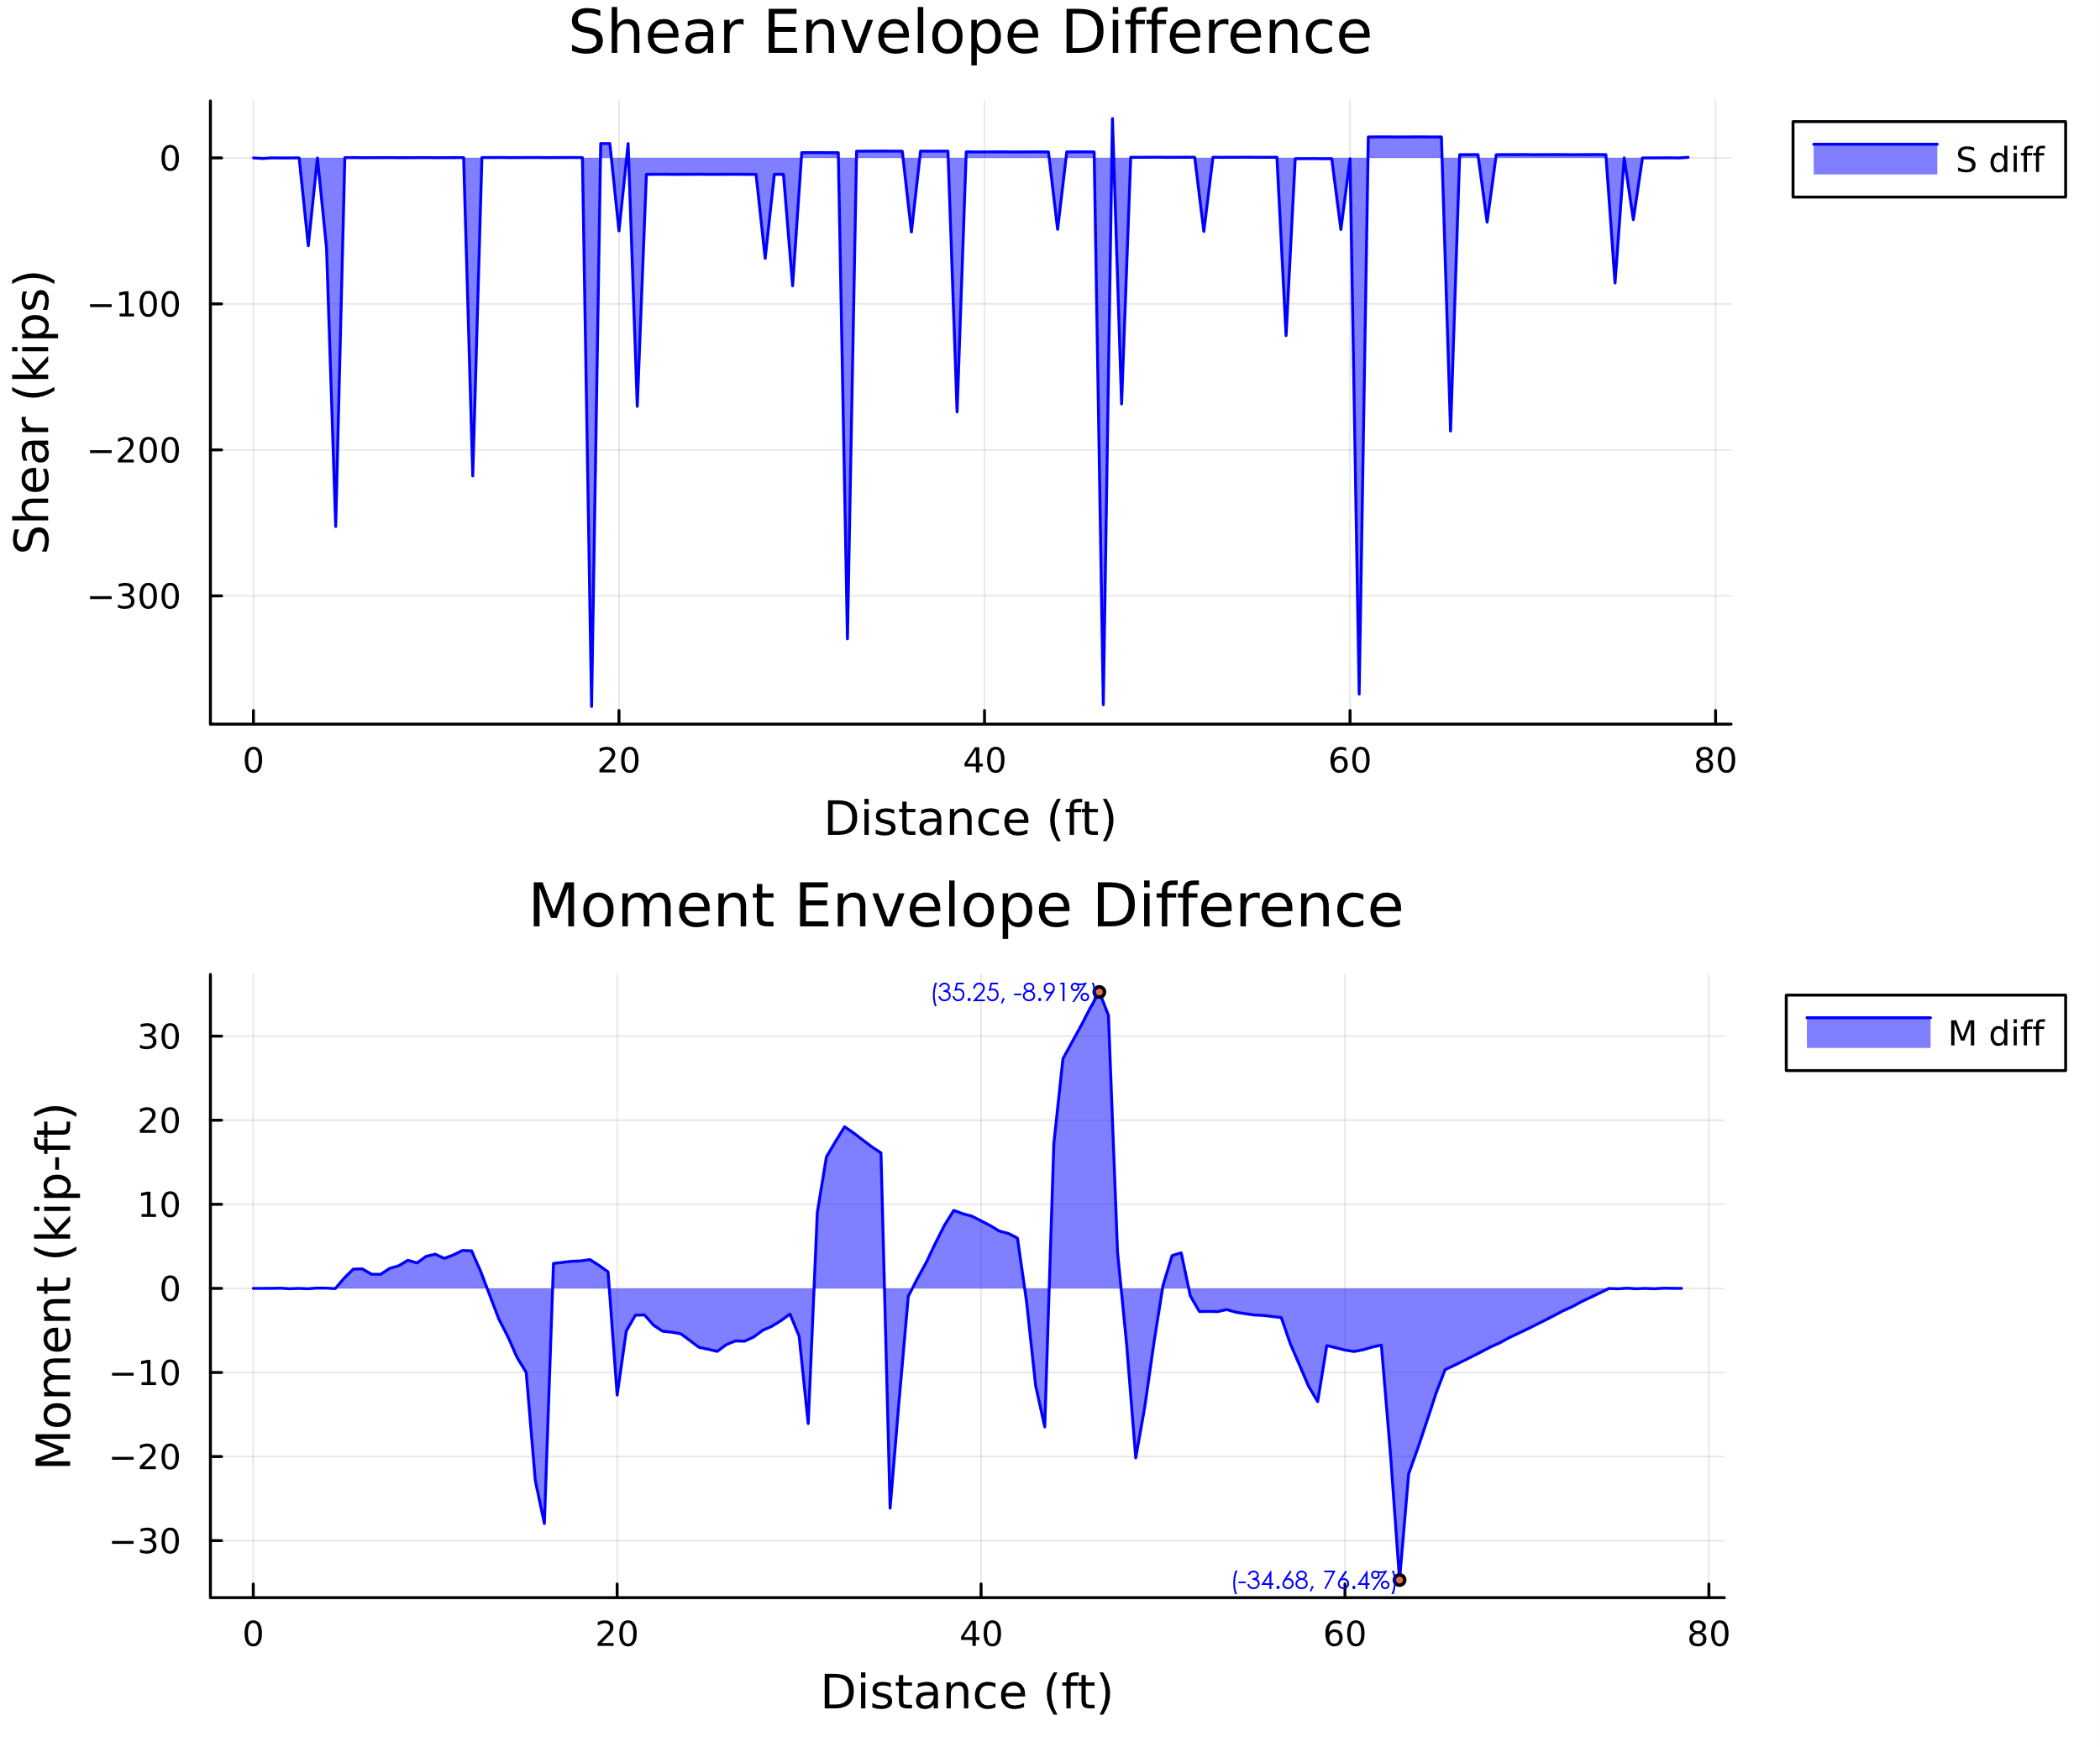 Shear Envelope Difference
0
−100
−200
−300
Shear (kips)
S diff
0 20 40 60 80
Distance (ft)
Moment Envelope Difference
(35.25, -8.91%)
30
20
10
0
−10
−20
−30
Moment (kip-ft)
M diff
(-34.68, 76.4%)
0 20 40 60 80
Distance (ft)